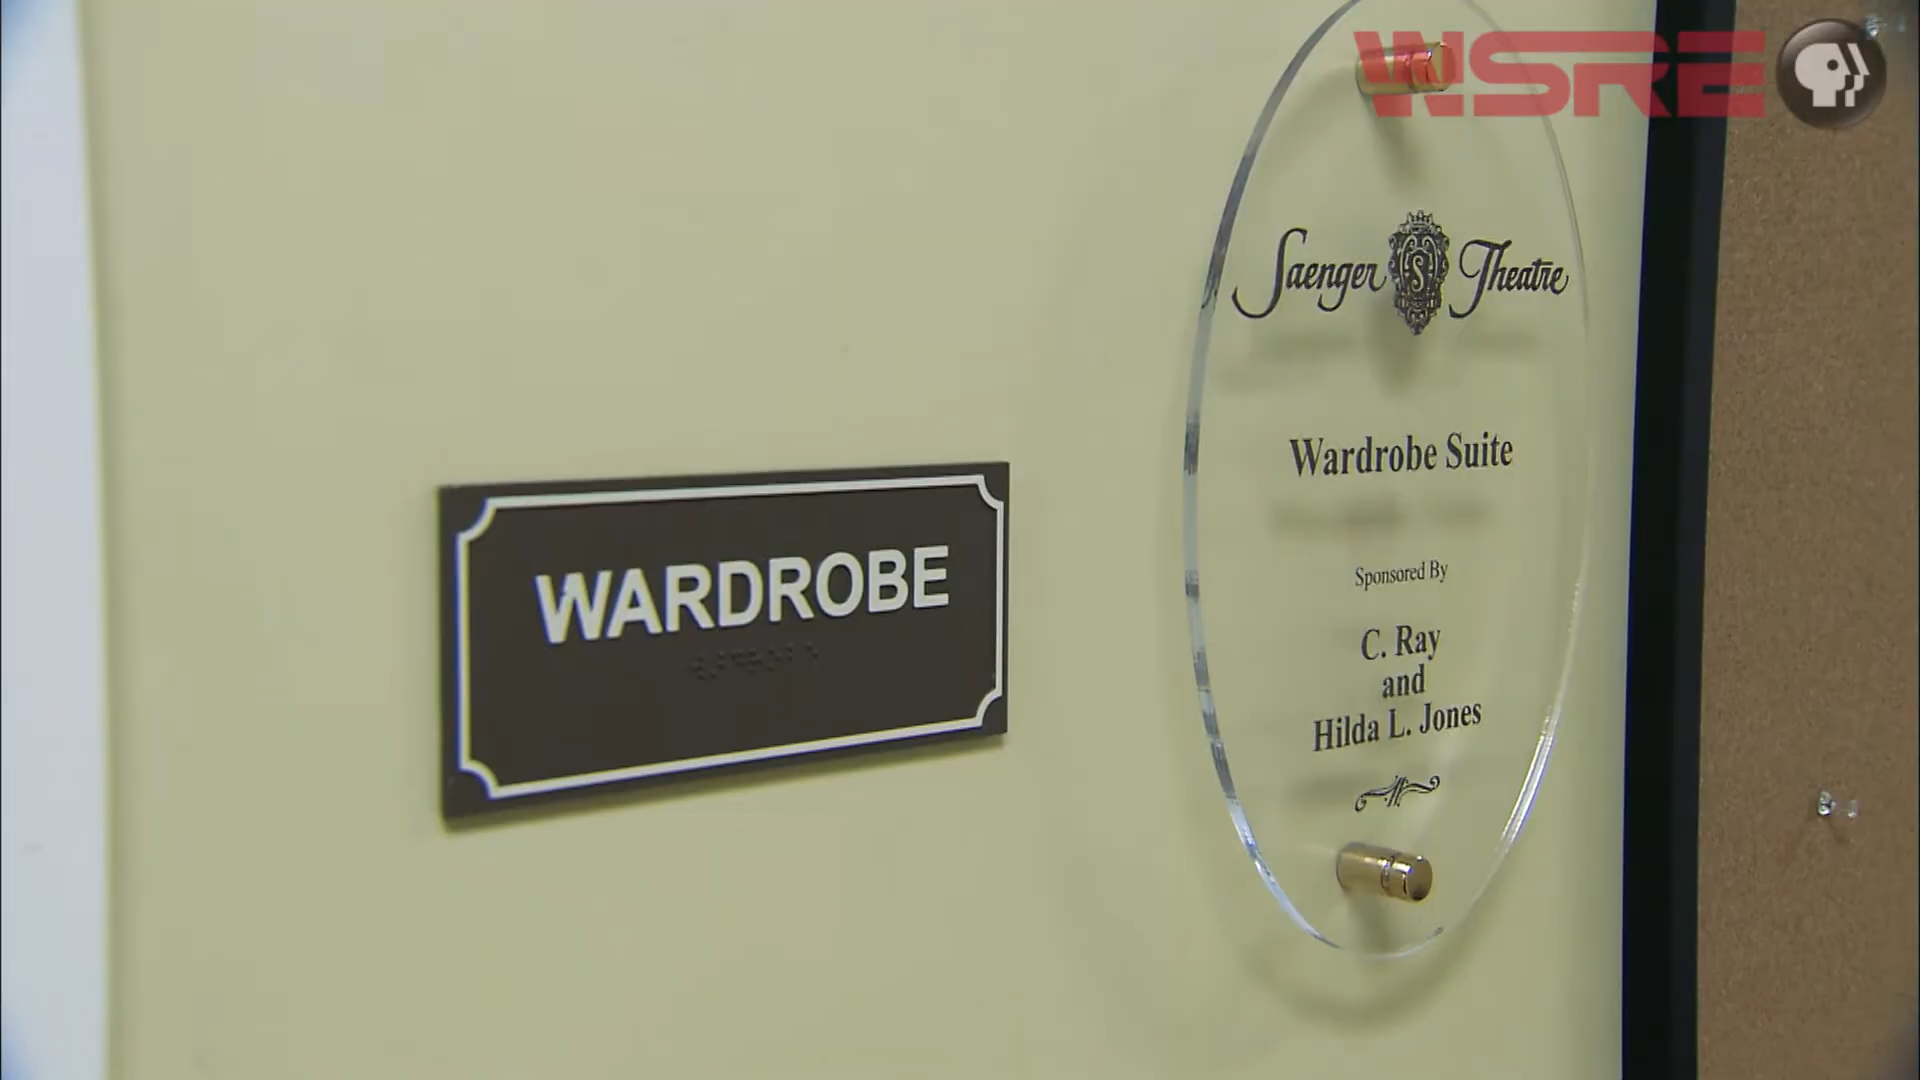 WSRE
Saenger S Theatre
Wardrobe Suite
Sponsored By
C. Ray
and
Hilda L. Jones
WARDROBE